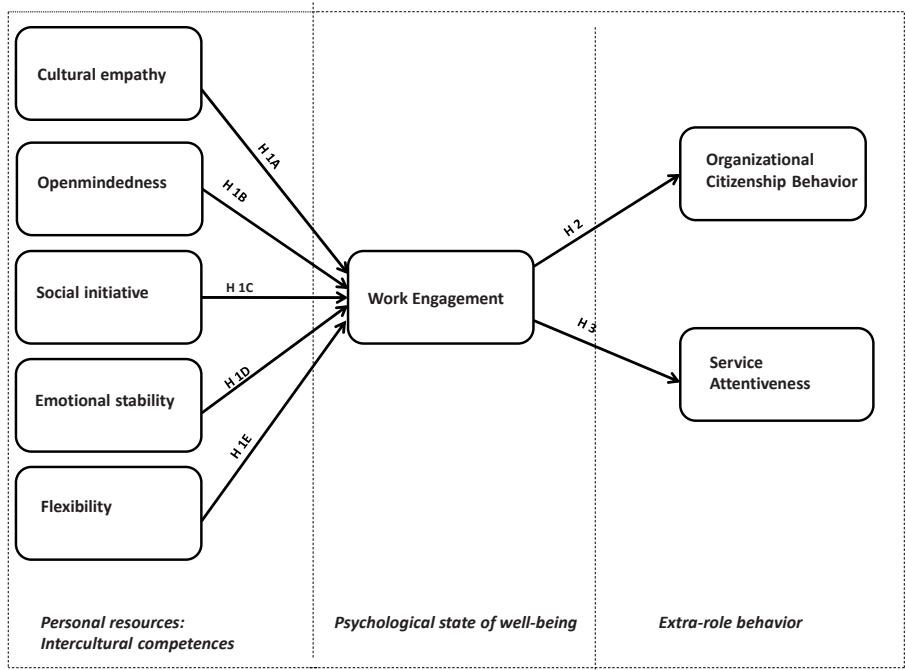 Cultural empathy
H 1A
Openmindedness
H 1B
Social initiative
H 1C
Emotional stability
H 1D
Flexibility
H 1E
Work Engagement
H 2
H 3
Organizational
Citizenship Behavior
Service
Attentiveness
Personal resources:
Intercultural competences
Psychological state of well-being
Extra-role behavior